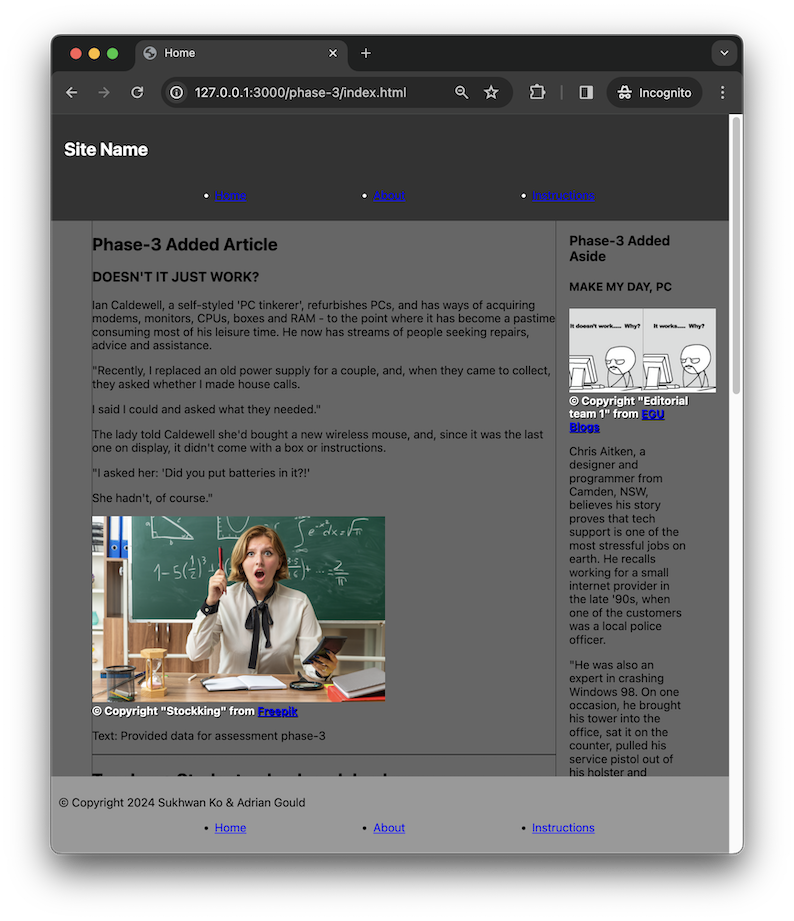 Home
127.0.0.1:3000/phase-3/index.html
Incognito
Site Name
• Home
• About
• Instructions
Phase-3 Added Article
DOESN'T IT JUST WORK?
Ian Caldewell, a self-styled 'PC tinkerer', refurbishes PCs, and has ways of acquiring
modems, monitors, CPUs, boxes and RAM - to the point where it has become a pastime
consuming most of his leisure time. He now has streams of people seeking repairs,
advice and assistance.
"Recently, I replaced an old power supply for a couple, and, when they came to collect,
they asked whether I made house calls.
I said I could and asked what they needed."
The lady told Caldewell she'd bought a new wireless mouse, and, since it was the last
one on display, it didn't come with a box or instructions.
"I asked her: 'Did you put batteries in it?!'
She hadn't, of course."
© Copyright "Stockking" from Freepik
Text: Provided data for assessment phase-3
Phase-3 Added
Aside
MAKE MY DAY, PC
It doesn't work..... Why?
It works..... Why?
© Copyright "Editorial
team 1" from EGU
Blogs
Chris Aitken, a
designer and
programmer from
Camden, NSW,
believes his story
proves that tech
support is one of the
most stressful jobs on
earth. He recalls
working for a small
internet provider in
the late '90s, when
one of the customers
was a local police
officer.
"He was also an
expert in crashing
Windows 98. On one
occasion, he brought
his tower into the
office, sat it on the
counter, pulled his
service pistol out of
his holster and
© Copyright 2024 Sukhwan Ko & Adrian Gould
• Home
• About
• Instructions